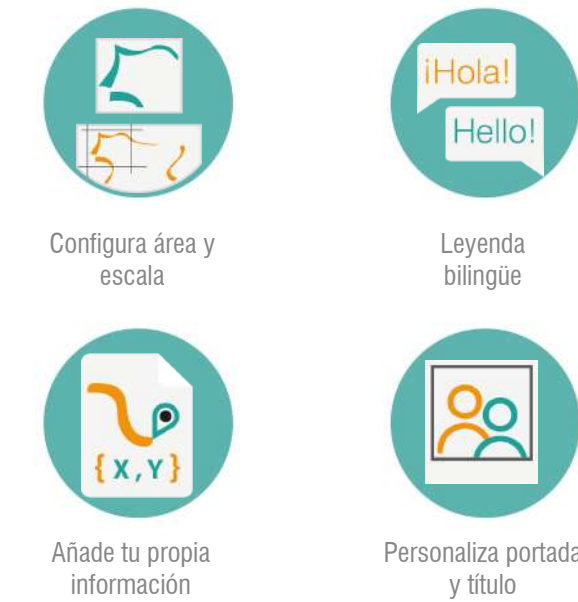 ¡Hola!
Hello!
Configura área y
escala
Leyenda
bilingüe
{ X , Y }
Añade tu propia
información
Personaliza portada
y título